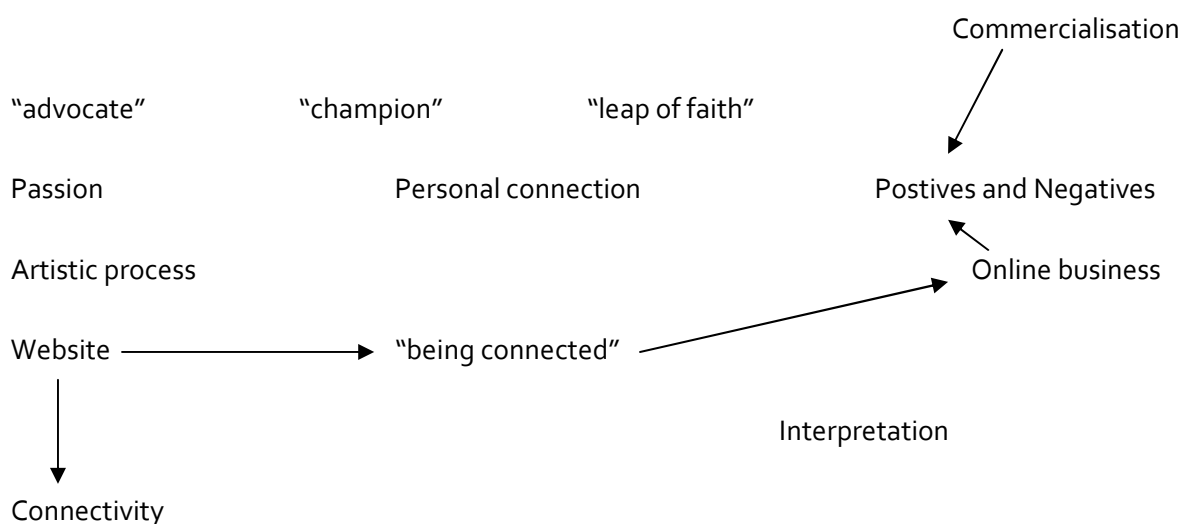 Commercialisation
“advocate” “champion” “leap of faith”
Passion Personal connection Postives and Negatives
Artistic process Online business
Website “being connected”
Interpretation
Connectivity